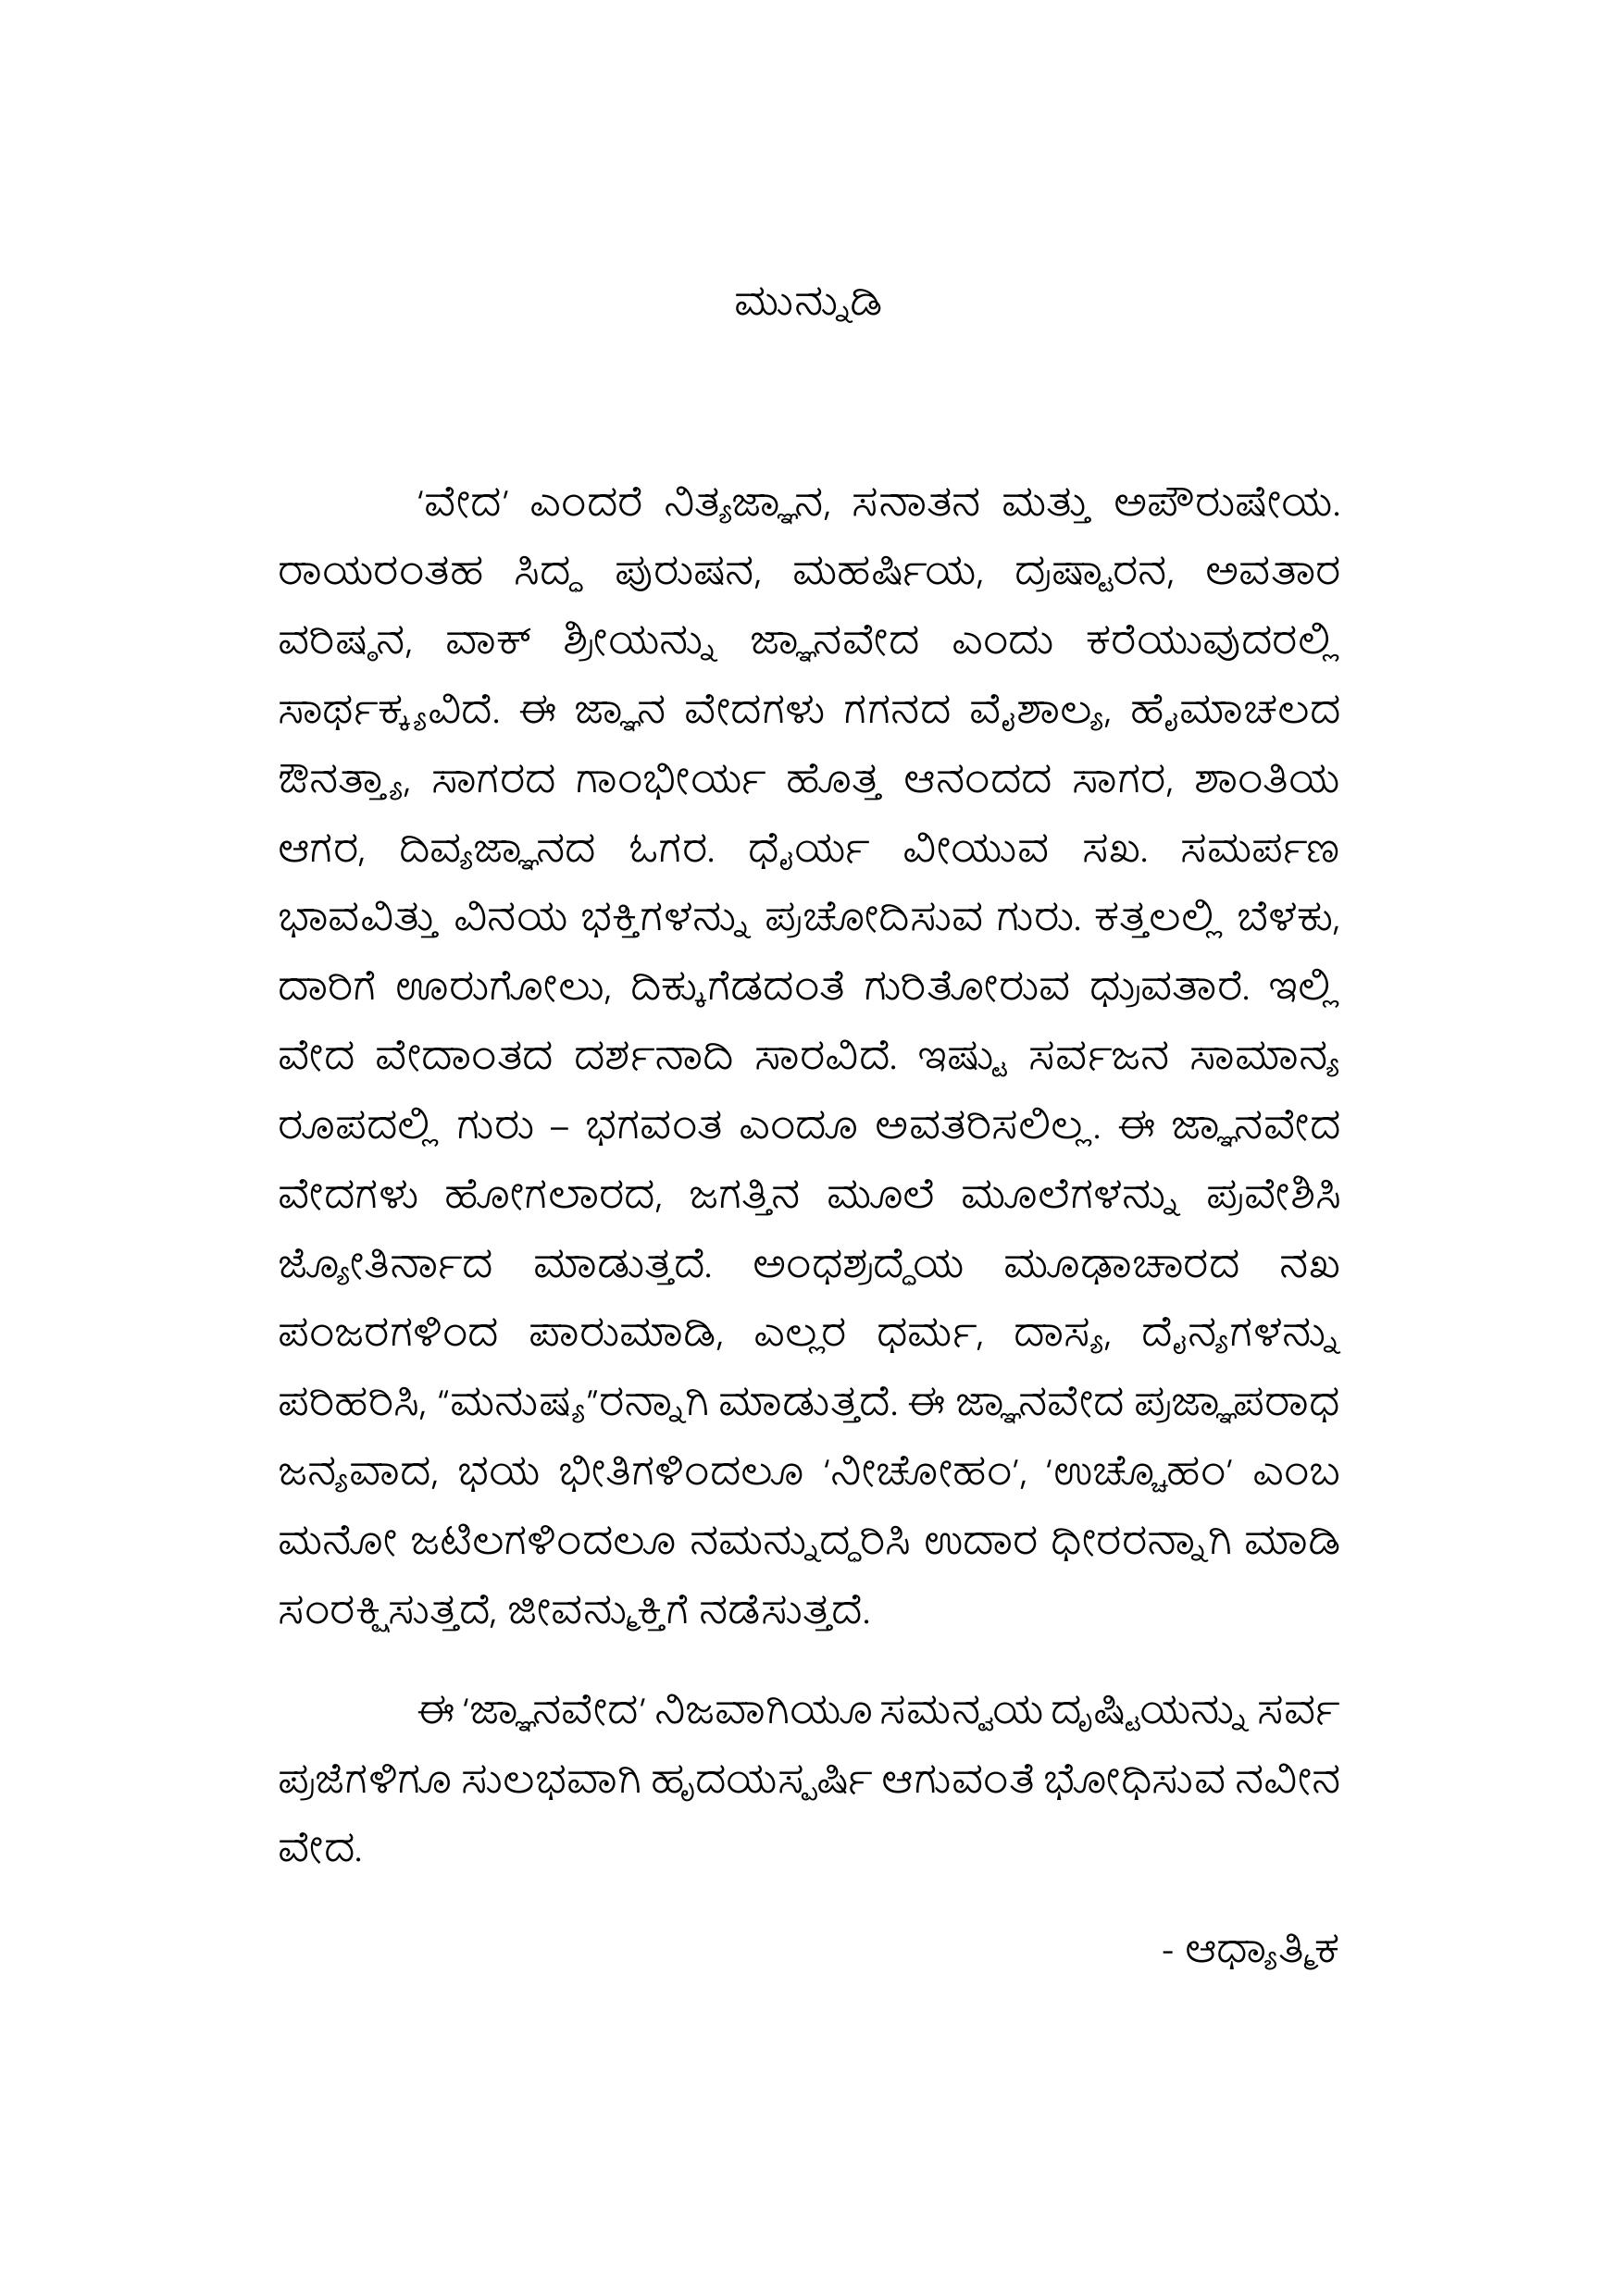 ಮುನ್ನುಡಿ
‘ವೇದ’ ಎಂದರೆ ನಿತ್ಯಜ್ಞಾನ, ಸನಾತನ ಮತ್ತು ಅಪೌರುಷೇಯ.
ರಾಯರಂತಹ ಸಿದ್ಧ ಪುರುಷನ, ಮಹರ್ಷಿಯ, ದ್ರಷ್ಟಾರನ, ಅವತಾರ
ವರಿಷ್ಠನ, ವಾಕ್ ಶ್ರೀಯನ್ನು ಜ್ಞಾನವೇದ ಎಂದು ಕರೆಯುವುದರಲ್ಲಿ
ಸಾರ್ಥಕ್ಯವಿದೆ. ಈ ಜ್ಞಾನ ವೇದಗಳು ಗಗನದ ವೈಶಾಲ್ಯ, ಹೈಮಾಚಲದ
ಔನತ್ತ್ಯಾ, ಸಾಗರದ ಗಾಂಭೀರ್ಯ ಹೊತ್ತ ಆನಂದದ ಸಾಗರ, ಶಾಂತಿಯ
ಆಗರ, ದಿವ್ಯಜ್ಞಾನದ ಓಗರ. ಧೈರ್ಯ ವೀಯುವ ಸಖ. ಸಮರ್ಪಣ
ಭಾವವಿತ್ತು ವಿನಯ ಭಕ್ತಿಗಳನ್ನು ಪ್ರಚೋದಿಸುವ ಗುರು. ಕತ್ತಲಲ್ಲಿ ಬೆಳಕು,
ದಾರಿಗೆ ಊರುಗೋಲು, ದಿಕ್ಕುಗೆಡದಂತೆ ಗುರಿತೋರುವ ಧ್ರುವತಾರೆ. ಇಲ್ಲಿ
ವೇದ ವೇದಾಂತದ ದರ್ಶನಾದಿ ಸಾರವಿದೆ. ಇಷ್ಟು ಸರ್ವಜನ ಸಾಮಾನ್ಯ
ರೂಪದಲ್ಲಿ ಗುರು – ಭಗವಂತ ಎಂದೂ ಅವತರಿಸಲಿಲ್ಲ. ಈ ಜ್ಞಾನವೇದ
ವೇದಗಳು ಹೋಗಲಾರದ, ಜಗತ್ತಿನ ಮೂಲೆ ಮೂಲೆಗಳನ್ನು ಪ್ರವೇಶಿಸಿ
ಜ್ಯೋತಿರ್ನಾದ ಮಾಡುತ್ತದೆ. ಅಂಧಶ್ರದ್ಧೆಯ ಮೂಢಾಚಾರದ ನಖ
ಪಂಜರಗಳಿಂದ ಪಾರುಮಾಡಿ, ಎಲ್ಲರ ಧರ್ಮ, ದಾಸ್ಯ, ದೈನ್ಯಗಳನ್ನು
ಪರಿಹರಿಸಿ, “ಮನುಷ್ಯ”ರನ್ನಾಗಿ ಮಾಡುತ್ತದೆ. ಈ ಜ್ಞಾನವೇದ ಪ್ರಜ್ಞಾಪರಾಧ
ಜನ್ಯವಾದ, ಭಯ ಭೀತಿಗಳಿಂದಲೂ ‘ನೀಚೋಹಂ’, ‘ಉಚ್ಚೊಹಂ’ ಎಂಬ
ಮನೋ ಜಟಿಲಗಳಿಂದಲೂ ನಮನ್ನುದ್ಧರಿಸಿ ಉದಾರ ಧೀರರನ್ನಾಗಿ ಮಾಡಿ
ಸಂರಕ್ಷಿಸುತ್ತದೆ, ಜೀವನ್ಮುಕ್ತಿಗೆ ನಡೆಸುತ್ತದೆ.
ಈ ‘ಜ್ಞಾನವೇದ’ ನಿಜವಾಗಿಯೂ ಸಮನ್ವಯ ದೃಷ್ಟಿಯನ್ನು ಸರ್ವ
ಪ್ರಜೆಗಳಿಗೂ ಸುಲಭವಾಗಿ ಹೃದಯಸ್ಪರ್ಷಿ ಆಗುವಂತೆ ಭೋಧಿಸುವ ನವೀನ
ವೇದ.
- ಆಧ್ಯಾತ್ಮಿಕ